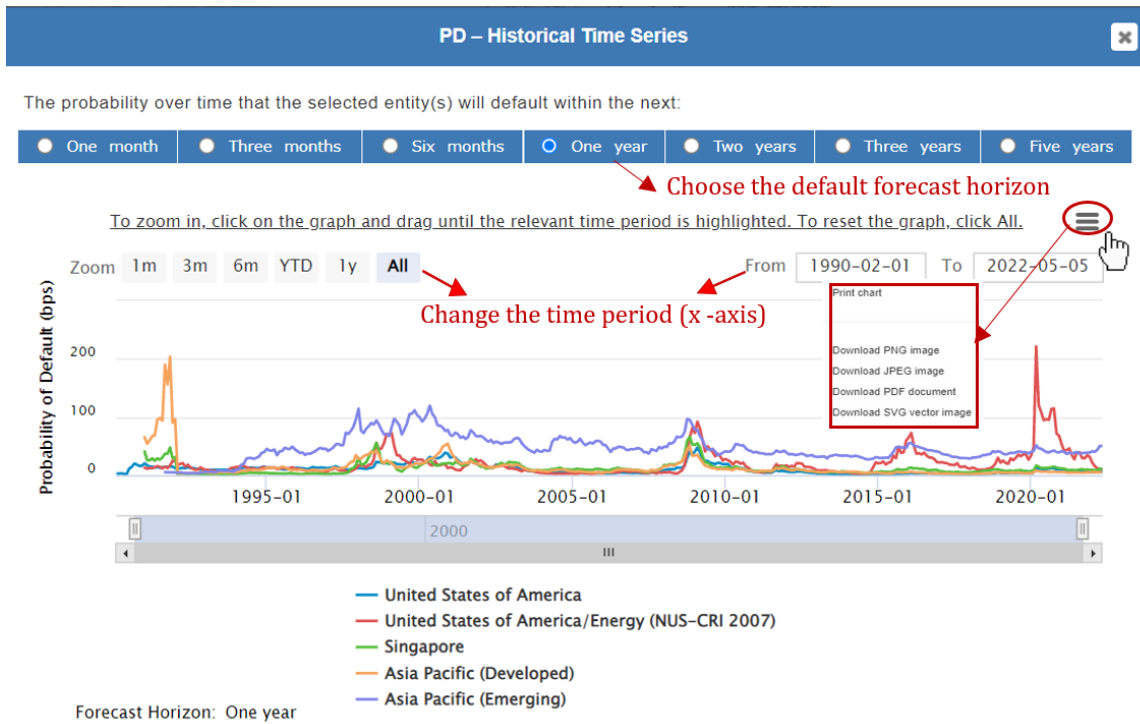 PD – Historical Time Series
The probability over time that the selected entity(s) will default within the next:
One month Three months Six months One year Two years Three years Five years
Choose the default forecast horizon
To zoom in, click on the graph and drag until the relevant time period is highlighted. To reset the graph, click All.
Zoom 1m 3m 6m YTD 1y All From 1990-02-01 To 2022-05-05
Change the time period (x -axis)
Print chart
Download PNG image
Download JPEG image
Download PDF document
Download SVG vector image
Probability of Default (bps)
200
100
0
1995-01 2000-01 2005-01 2010-01 2015-01 2020-01
2000
United States of America
United States of America/Energy (NUS-CRI 2007)
Singapore
Asia Pacific (Developed)
Asia Pacific (Emerging)
Forecast Horizon: One year